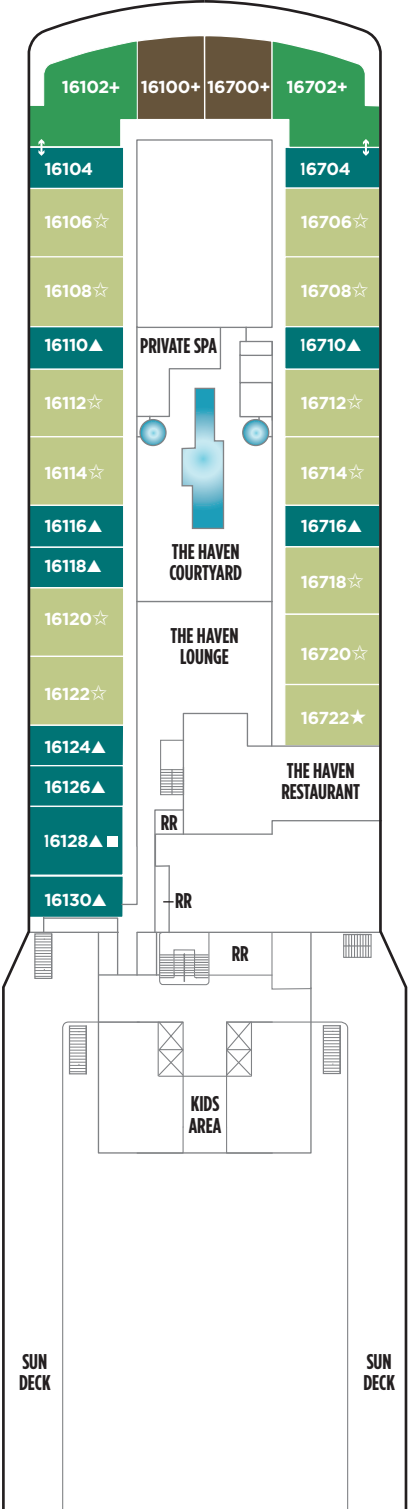 16102+ 16100+ 16700+ 16702+
16104 16704
16106☆ 16706☆
16108☆ 16708☆
16110▲ PRIVATE SPA 16710▲
16112☆ 16712☆
16114☆ 16714☆
16116▲ 16716▲
THE HAVEN
COURTYARD
16118▲ 16718☆
16120☆
THE HAVEN
LOUNGE
16720☆
16122☆ 16722★
16124▲
THE HAVEN
RESTAURANT
16126▲
RR
16128▲■
16130▲ RR
RR
KIDS
AREA
SUN
DECK
SUN
DECK